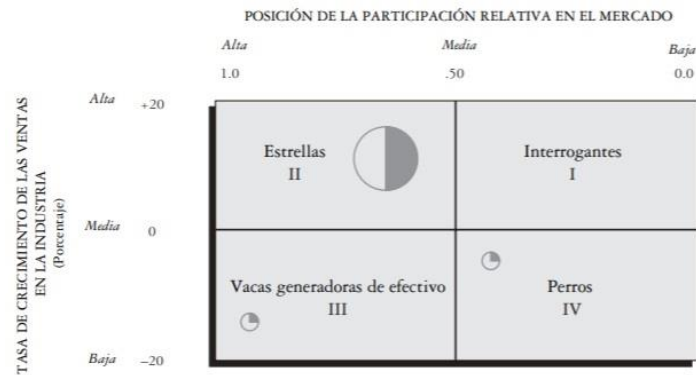 POSICIÓN DE LA PARTICIPACIÓN RELATIVA EN EL MERCADO
Alta Media Baja
1.0 .50 0.0
TASA DE CRECIMIENTO DE LAS VENTAS
EN LA INDUSTRIA
(Porcentaje)
Alta +20
Estrellas Interrogantes
II I
Media 0
Vacas generadoras de efectivo Perros
III IV
Baja –20